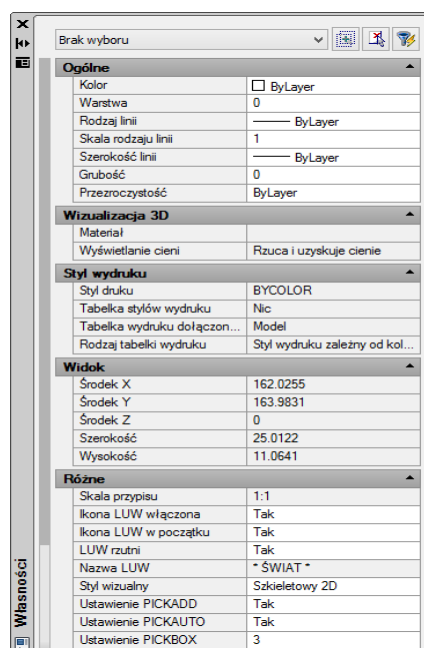 Brak wyboru
Ogólne
Kolor ByLayer
Warstwa 0
Rodzaj linii ByLayer
Skala rodzaju linii 1
Szerokość linii ByLayer
Grubość 0
Przezroczystość ByLayer
Wizualizacja 3D
Materiał
Wyświetlanie cieni Rzuca i uzyskuje cienie
Styl wydruku
Styl druku BYCOLOR
Tabelka stylów wydruku Nic
Tabelka wydruku dołączon... Model
Rodzaj tabelki wydruku Styl wydruku zależny od kol...
Widok
Środek X 162.0255
Środek Y 163.9831
Środek Z 0
Szerokość 25.0122
Wysokość 11.0641
Różne
Skala przypisu 1:1
Ikona LUW włączona Tak
Ikona LUW w początku Tak
LUW rzutni Tak
Nazwa LUW * ŚWIAT *
Styl wizualny Szkieletowy 2D
Ustawienie PICKADD Tak
Ustawienie PICKAUTO Tak
Ustawienie PICKBOX 3
Własności